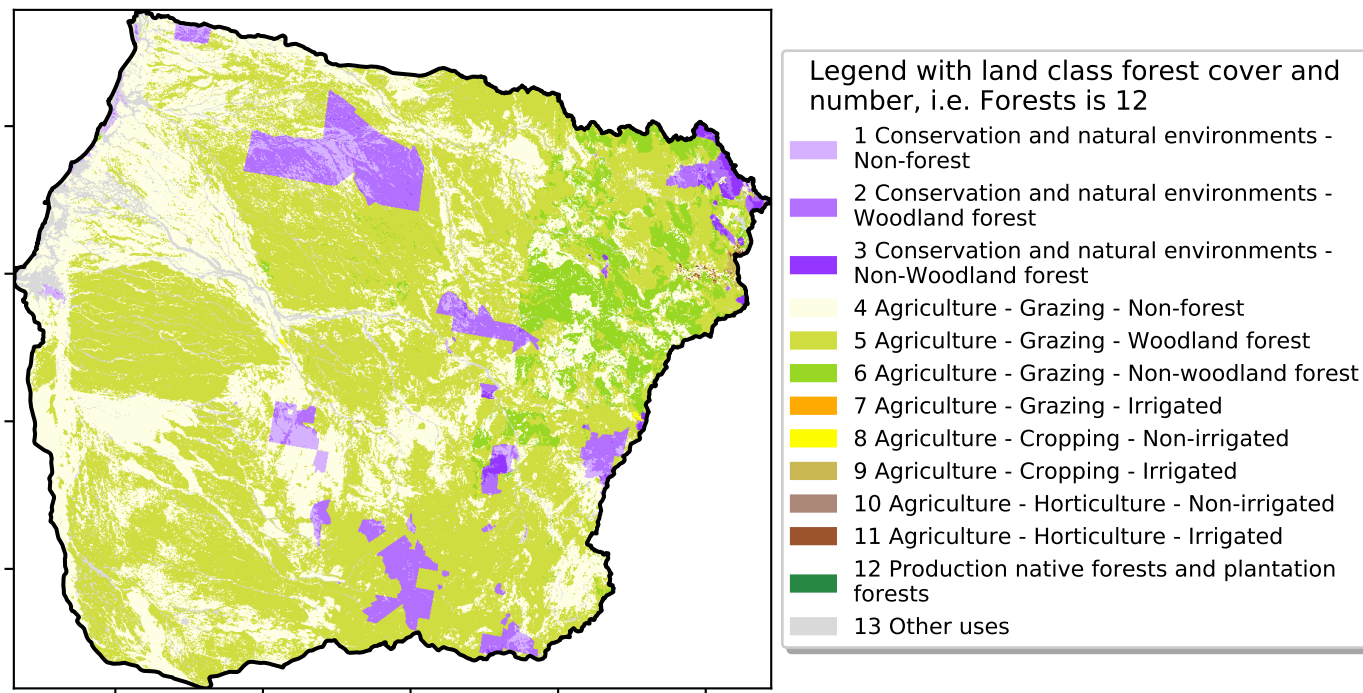 Legend with land class forest cover and
number, i.e. Forests is 12
1 Conservation and natural environments -
Non-forest
2 Conservation and natural environments -
Woodland forest
3 Conservation and natural environments -
Non-Woodland forest
4 Agriculture - Grazing - Non-forest
5 Agriculture - Grazing - Woodland forest
6 Agriculture - Grazing - Non-woodland forest
7 Agriculture - Grazing - Irrigated
8 Agriculture - Cropping - Non-irrigated
9 Agriculture - Cropping - Irrigated
10 Agriculture - Horticulture - Non-irrigated
11 Agriculture - Horticulture - Irrigated
12 Production native forests and plantation
forests
13 Other uses